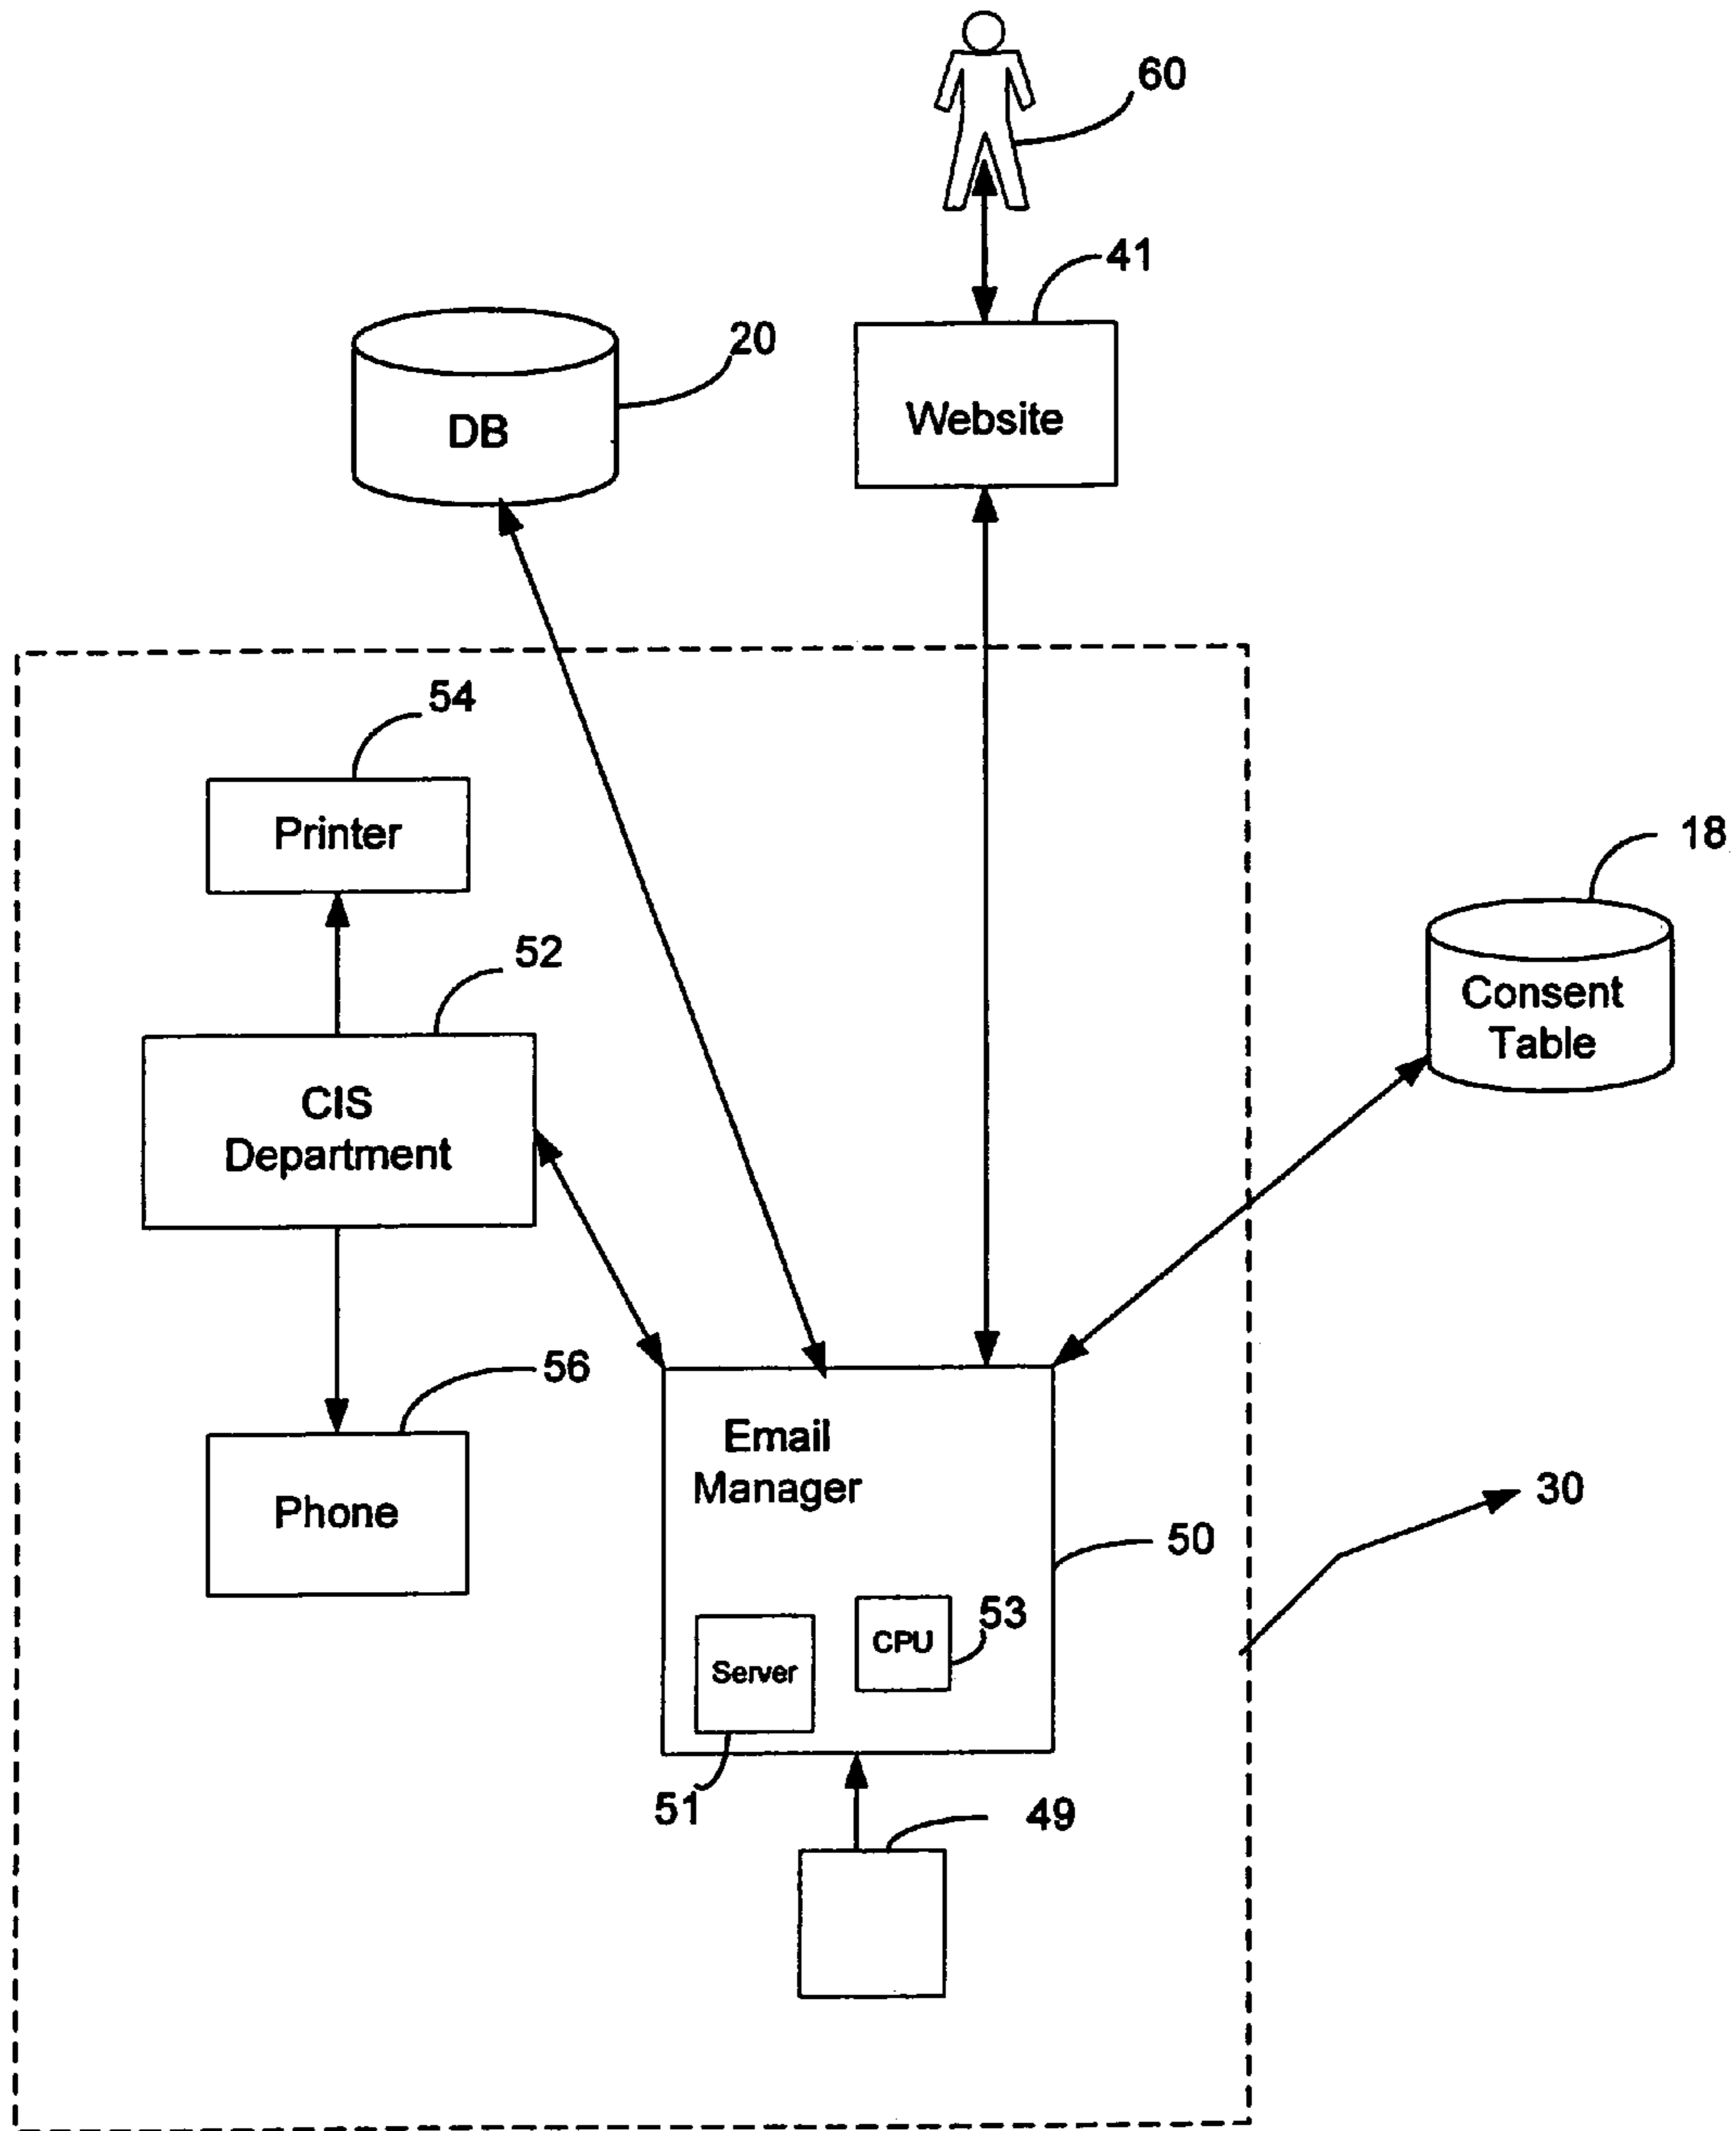 60
41
20
DB
Website
54
Printer
18
52
Consent
Table
CIS
Department
56
Email
Manager
30
Phone
50
53
CPU
Server
51
49